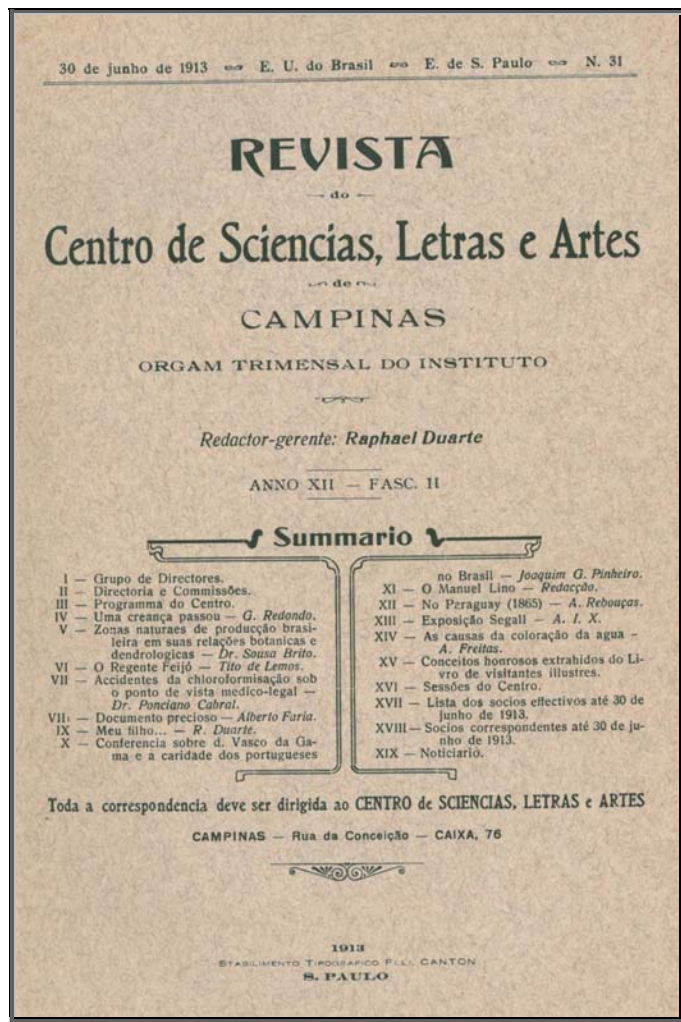 30 de junho de 1913 E. U. do Brasil E. de S. Paulo N. 31
REVISTA
do
Centro de Sciencias, Letras e Artes
de
CAMPINAS
ORGAM TRIMENSAL DO INSTITUTO
Redactor-gerente: Raphael Duarte
ANNO XII — FASC. II
Summario
I — Grupo de Directores.
II — Directoria e Commissões.
III — Programma do Centro.
IV — Uma creança passou — G. Redondo.
V — Zonas naturaes de producção brasi-
leira em suas relações botanicas e
dendrologicas — Dr. Sousa Brito.
VI — O Regente Feijó — Tito de Lemos.
VII — Accidentes da chloroformisação sob
o ponto de vista medico-legal —
Dr. Ponciano Cabral.
VIII — Documento precioso — Alberto Faria.
IX — Meu filho... — R. Duarte.
X — Conferencia sobre d. Vasco da Ga-
ma e a caridade dos portugueses
no Brasil — Joaquim G. Pinheiro.
XI — O Manuel Lino — Redacção.
XII — No Paraguay (1865) — A. Rebouças.
XIII — Exposição Segall — A. I. X.
XIV — As causas da coloração da agua —
A. Freitas.
XV — Conceitos honrosos extrahidos do Li-
vro de visitantes illustres.
XVI — Sessões do Centro.
XVII — Lista dos socios effectivos até 30 de
junho de 1913.
XVIII — Socios correspondentes até 30 de ju-
nho de 1913.
XIX — Noticiario.
Toda a correspondencia deve ser dirigida ao CENTRO de SCIENCIAS, LETRAS e ARTES
CAMPINAS — Rua da Conceição — CAIXA, 76
1913
STABILIMENTO TIPOGRAFICO F.LLI. CANTON
S. PAULO